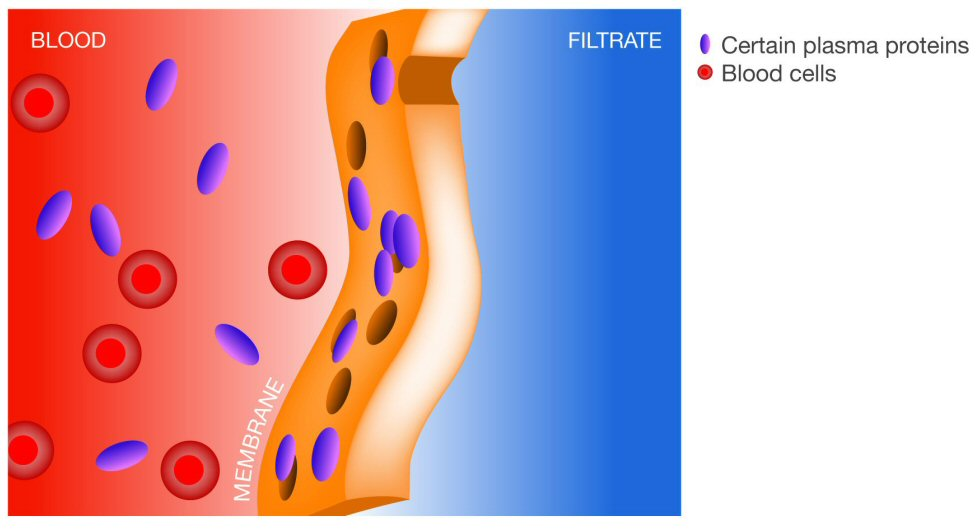 BLOOD
FILTRATE
Certain plasma proteins
Blood cells
MEMBRANE